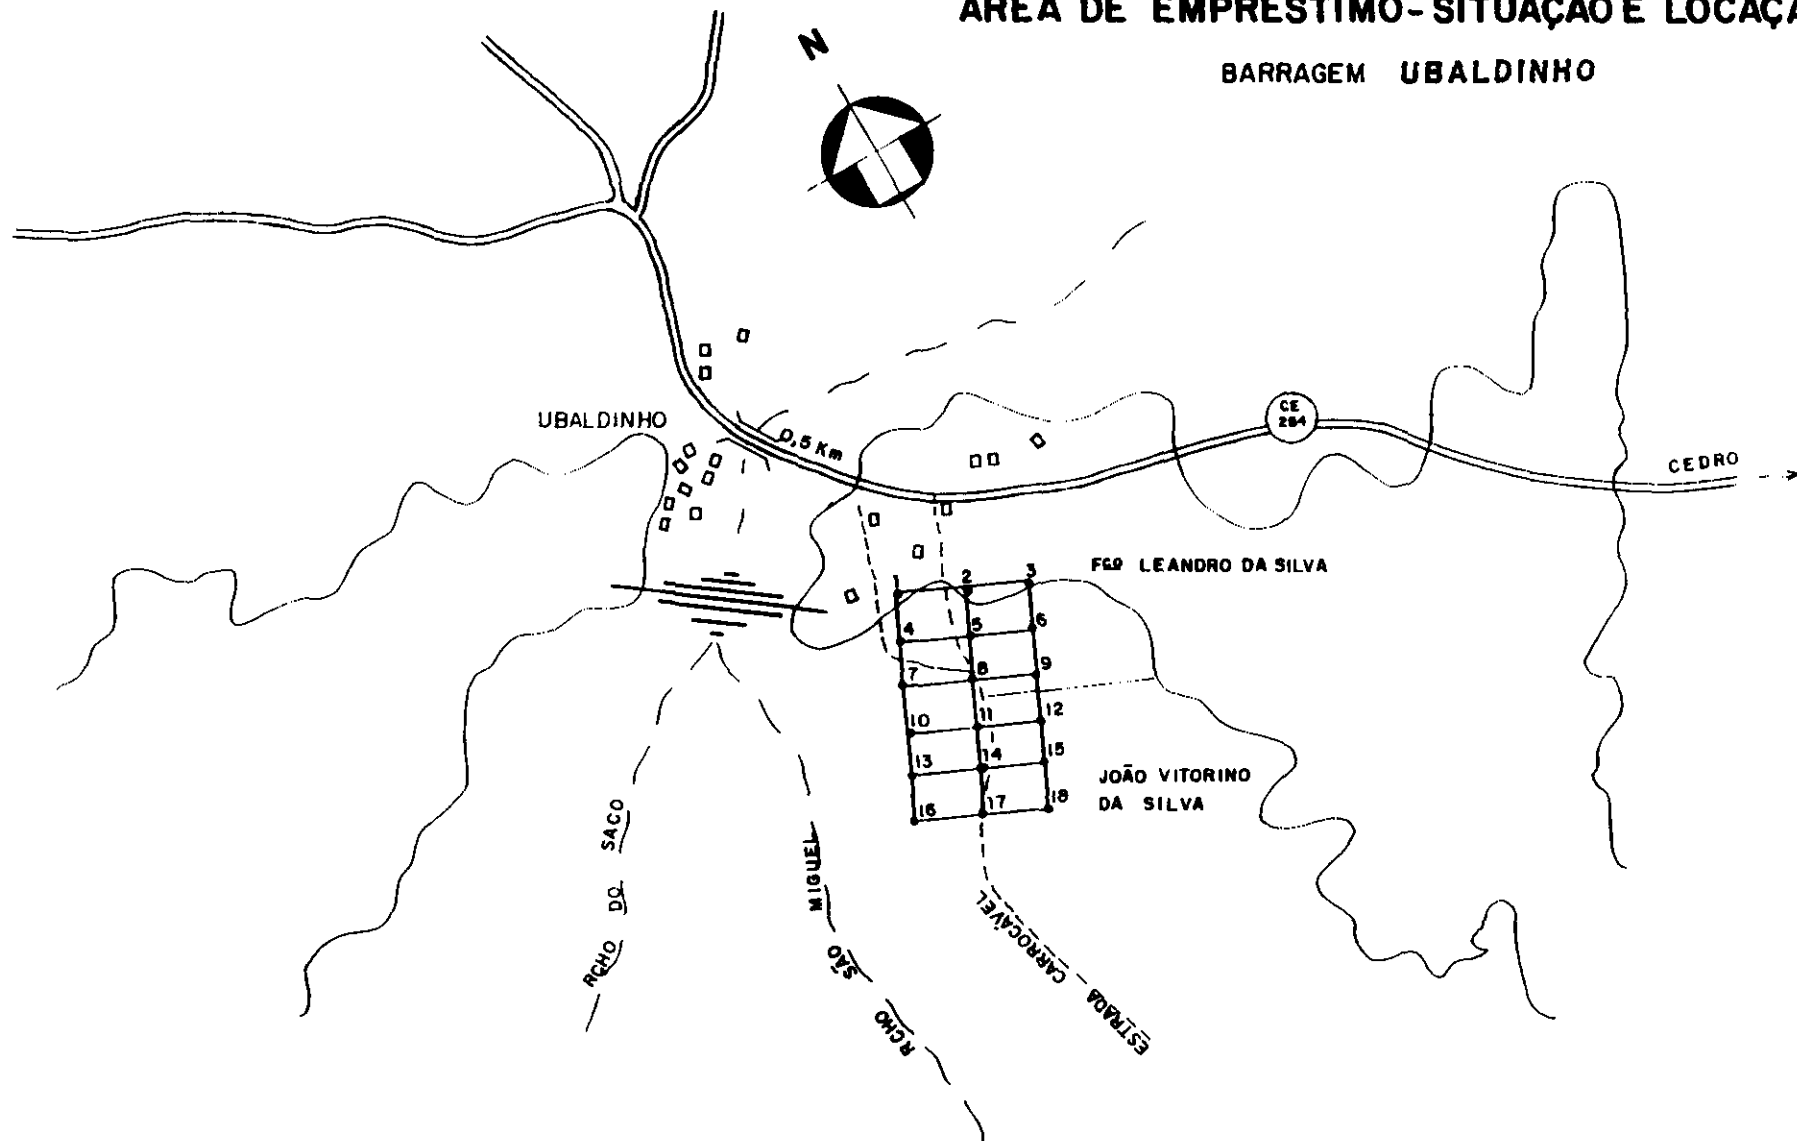 ÁREA DE EMPRÉSTIMO - SITUAÇÃO E LOCAÇÃ
BARRAGEM UBALDINHO
N
UBALDINHO
0,5 Km
CE
284
CEDRO
FCO LEANDRO DA SILVA
1 2 3
4 5 6
7 8 9
10 11 12
13 14 15
16 17 18
JOÃO VITORINO
DA SILVA
RCHO DO SACO
RCHO SÃO MIGUEL
ESTRADA CARROÇÁVEL